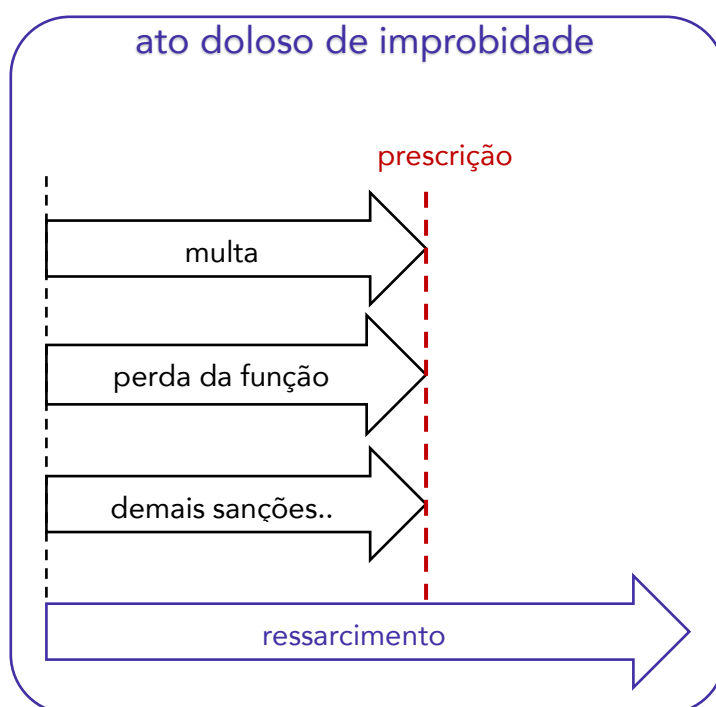 ato doloso de improbidade
prescrição
multa
perda da função
demais sanções..
ressarcimento